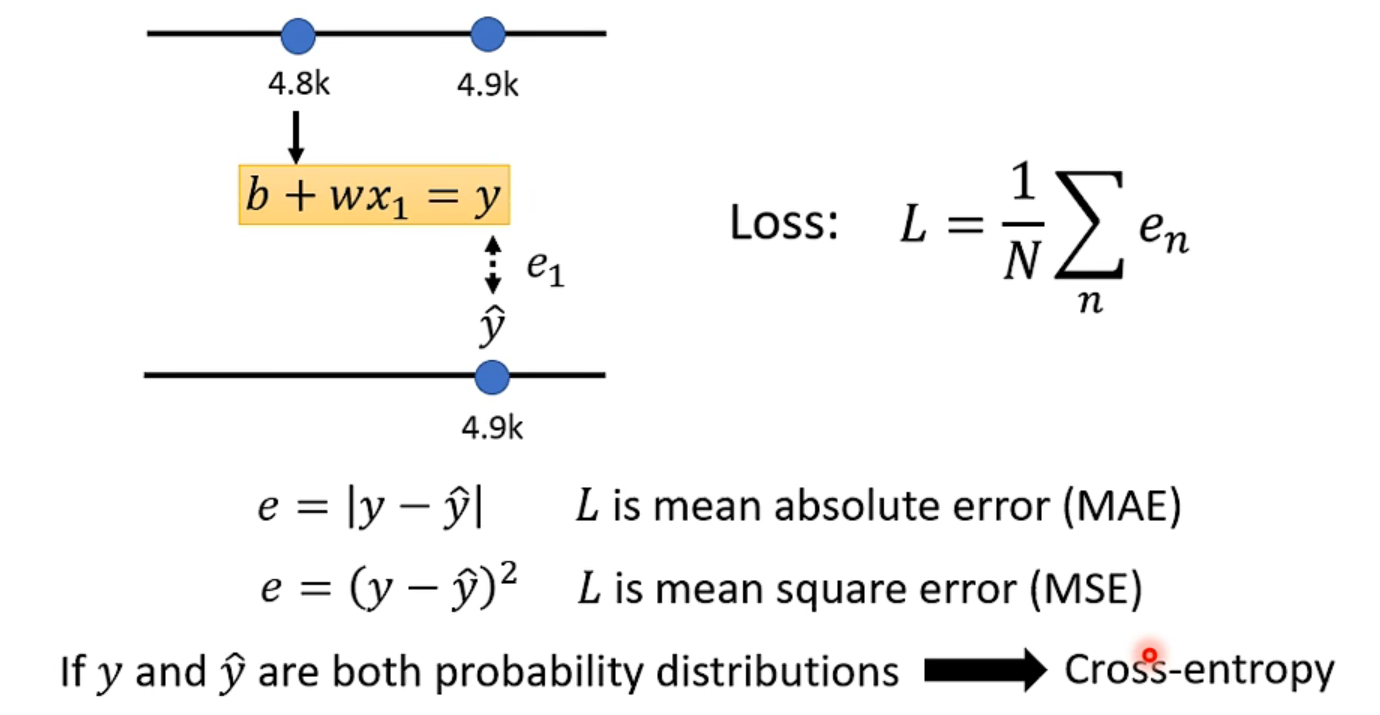 4.8k 4.9k
b + wx₁ = y
e₁
ŷ
4.9k
Loss: L = 1/N ∑ₙ eₙ
e = |y − ŷ| L is mean absolute error (MAE)
e = (y − ŷ)² L is mean square error (MSE)
If y and ŷ are both probability distributions Cross-entropy